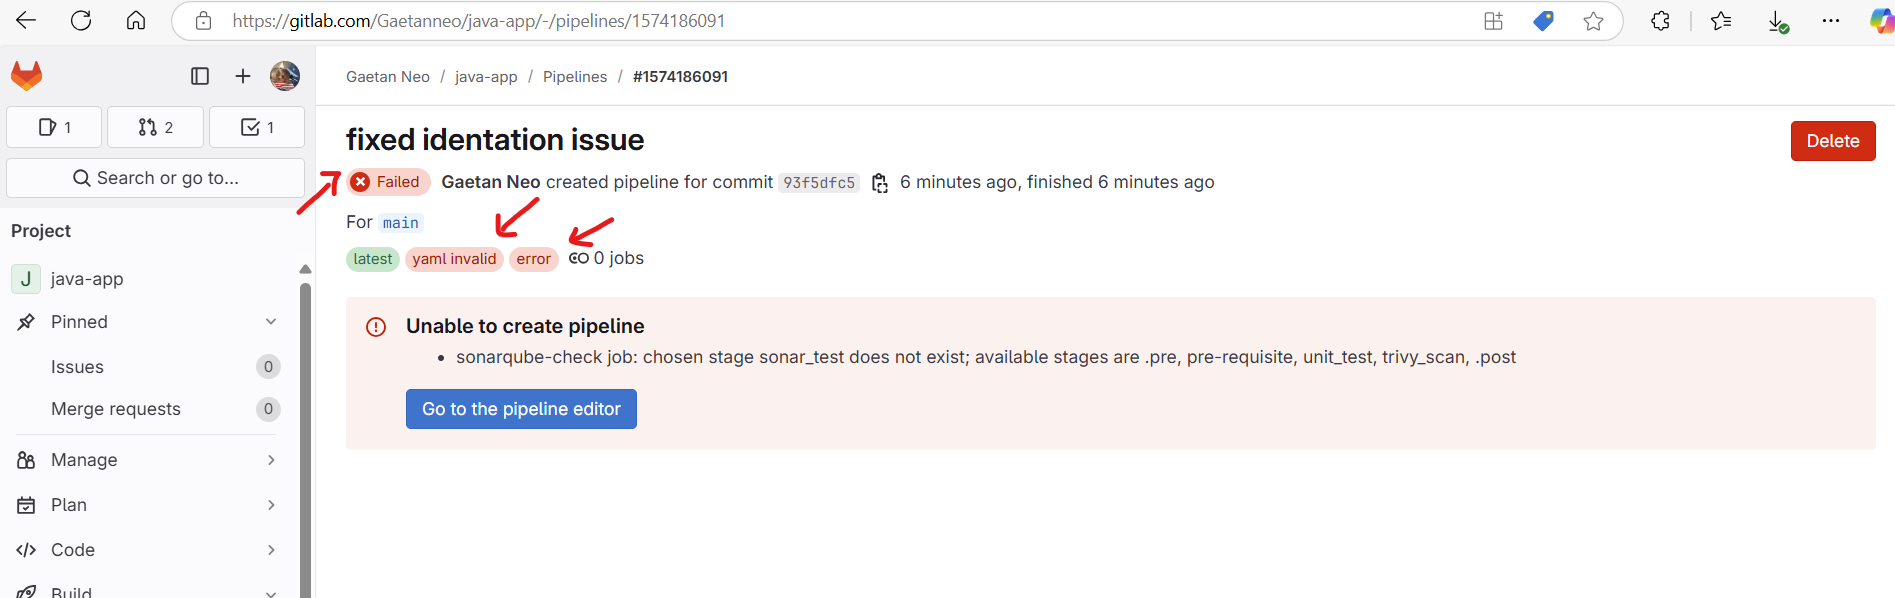 https://gitlab.com/Gaetanneo/java-app/-/pipelines/1574186091
Gaetan Neo / java-app / Pipelines / #1574186091
1
2
1
Search or go to...
Project
J java-app
Pinned
Issues 0
Merge requests 0
Manage
Plan
Code
Build
fixed identation issue
Delete
Failed Gaetan Neo created pipeline for commit 93f5dfc5 6 minutes ago, finished 6 minutes ago
For main
latest yaml invalid error 0 jobs
Unable to create pipeline
• sonarqube-check job: chosen stage sonar_test does not exist; available stages are .pre, pre-requisite, unit_test, trivy_scan, .post
Go to the pipeline editor